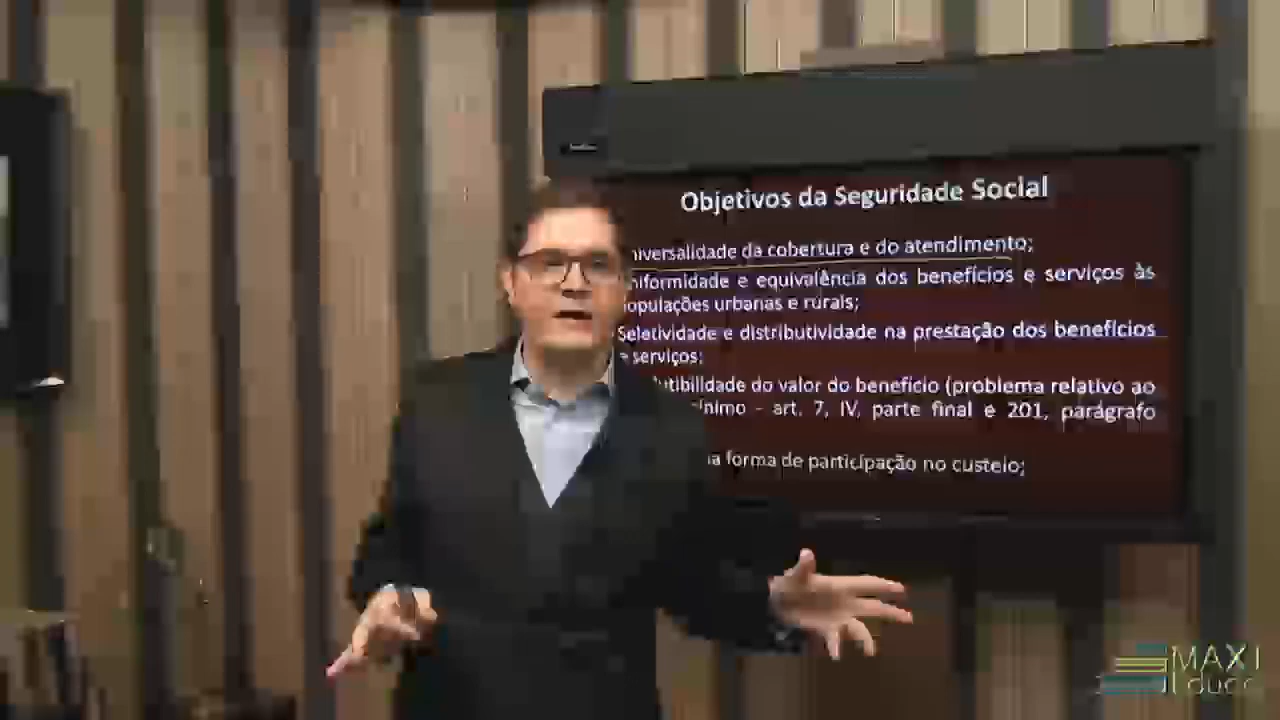 Objetivos da Seguridade Social
niversalidade da cobertura e do atendimento;
niformidade e equivalência dos benefícios e serviços às
opulações urbanas e rurais;
Seletividade e distributividade na prestação dos benefícios
e serviços;
utibilidade do valor do benefício (problema relativo ao
nimo - art. 7, IV, parte final e 201, parágrafo
na forma de participação no custeio;
MAXI
Educa